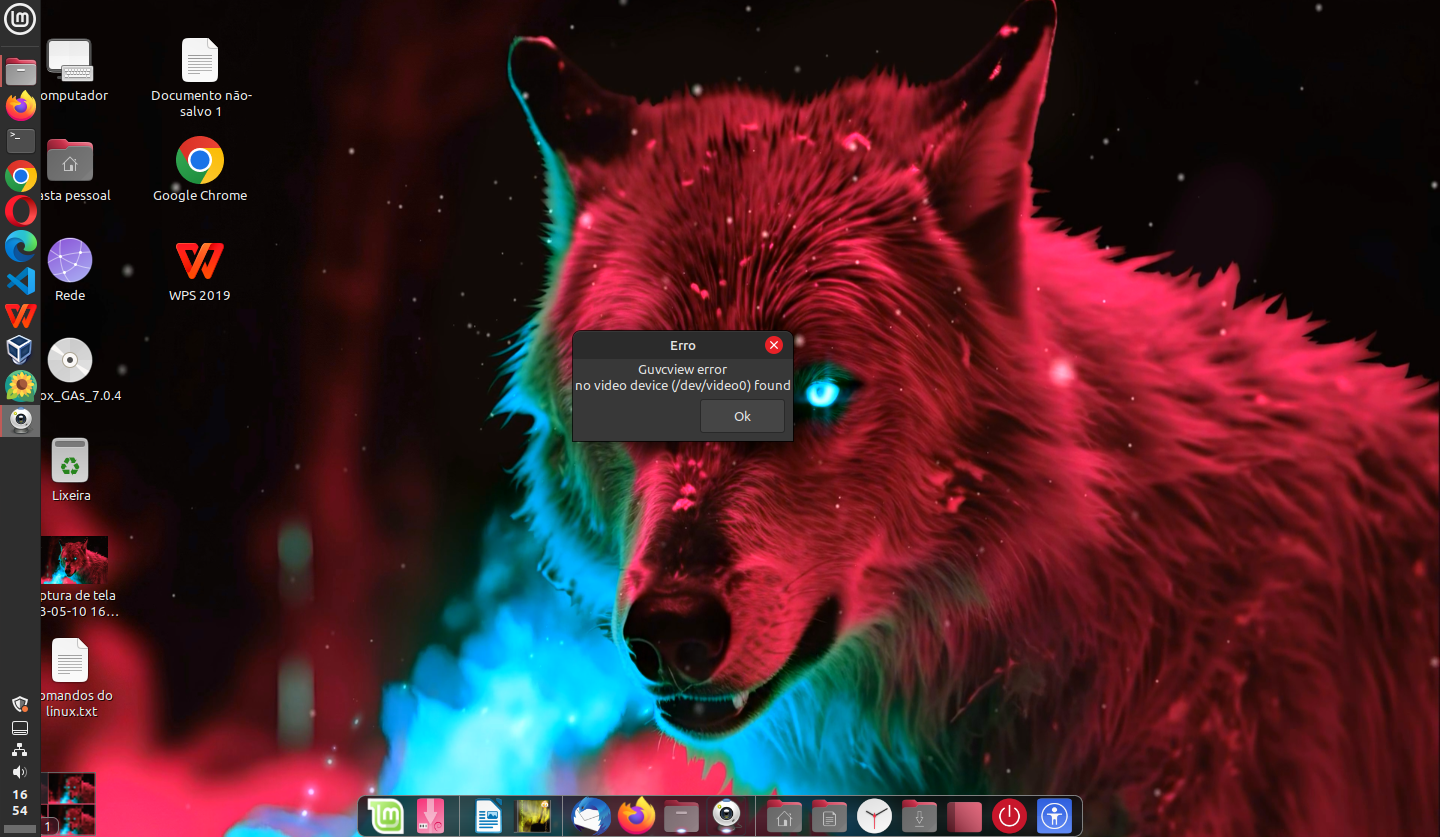 omputador
Documento não-
salvo 1
asta pessoal
Google Chrome
Rede
WPS 2019
Erro
Guvcview error
no video device (/dev/video0) found
Ok
ox_GAs_7.0.4
Lixeira
ptura de tela
3-05-10 16...
omandos do
linux.txt
16
54
1